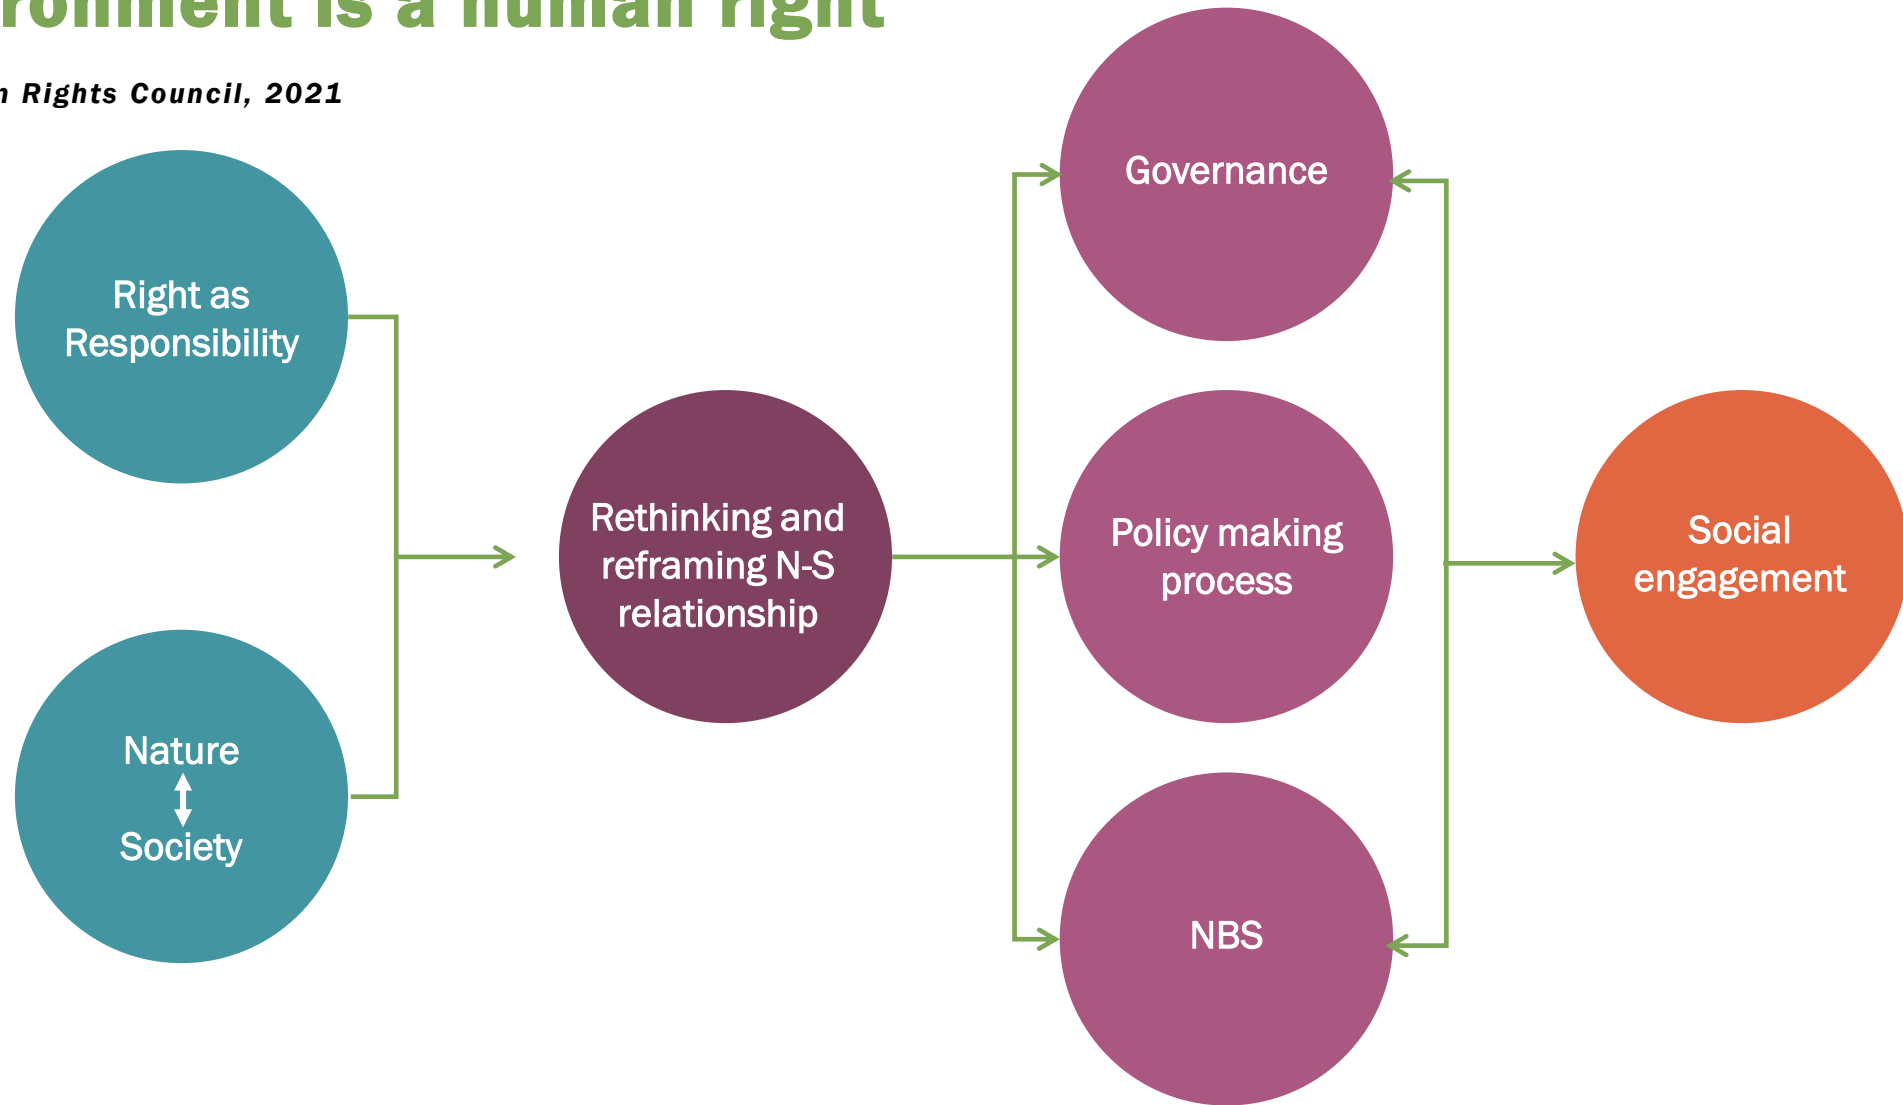 ronment is a human right
n Rights Council, 2021
Right as
Responsibility
Nature
Society
Rethinking and
reframing N-S
relationship
Governance
Policy making
process
NBS
Social
engagement